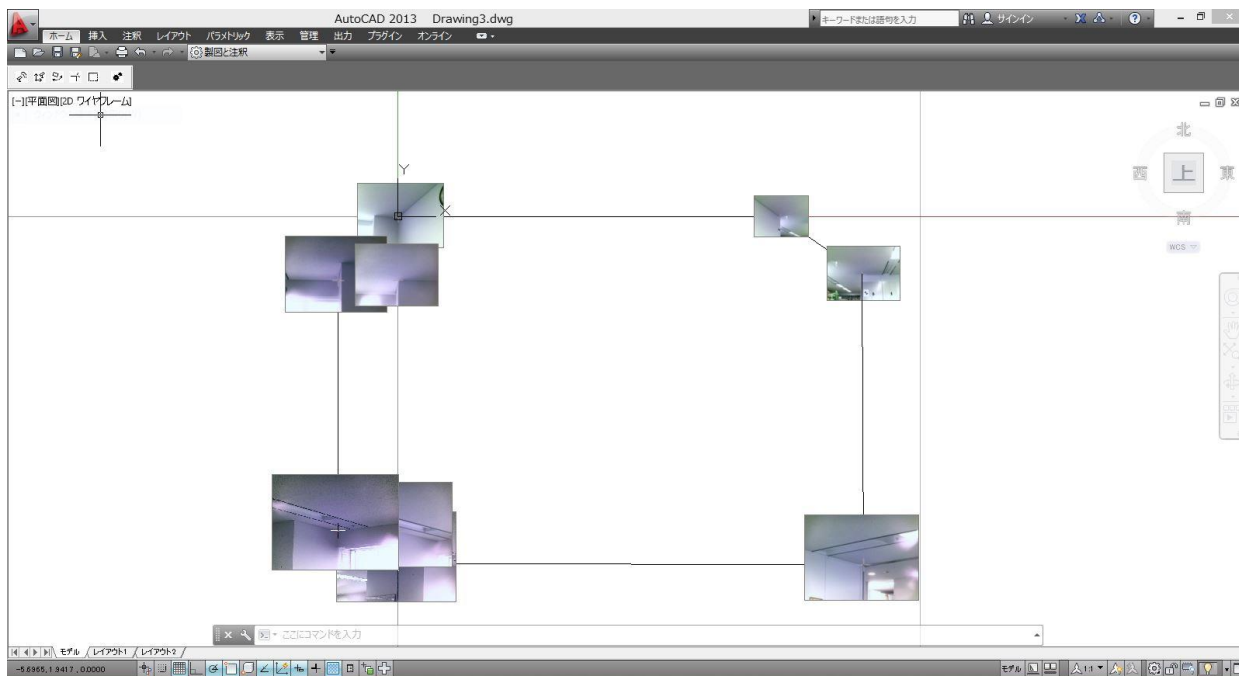 AutoCAD 2013 Drawing3.dwg
キーワードまたは語句を入力
サインイン
ホーム 挿入 注釈 レイアウト パラメトリック 表示 管理 出力 プラグイン オンライン
製図と注釈
[-][平面図][2D ワイヤフレーム]
北
西 上 東
南
WCS
Y
X
ここにコマンドを入力
モデル レイアウト1 レイアウト2
-5.6965, 1.9417 , 0.0000
モデル
1:1